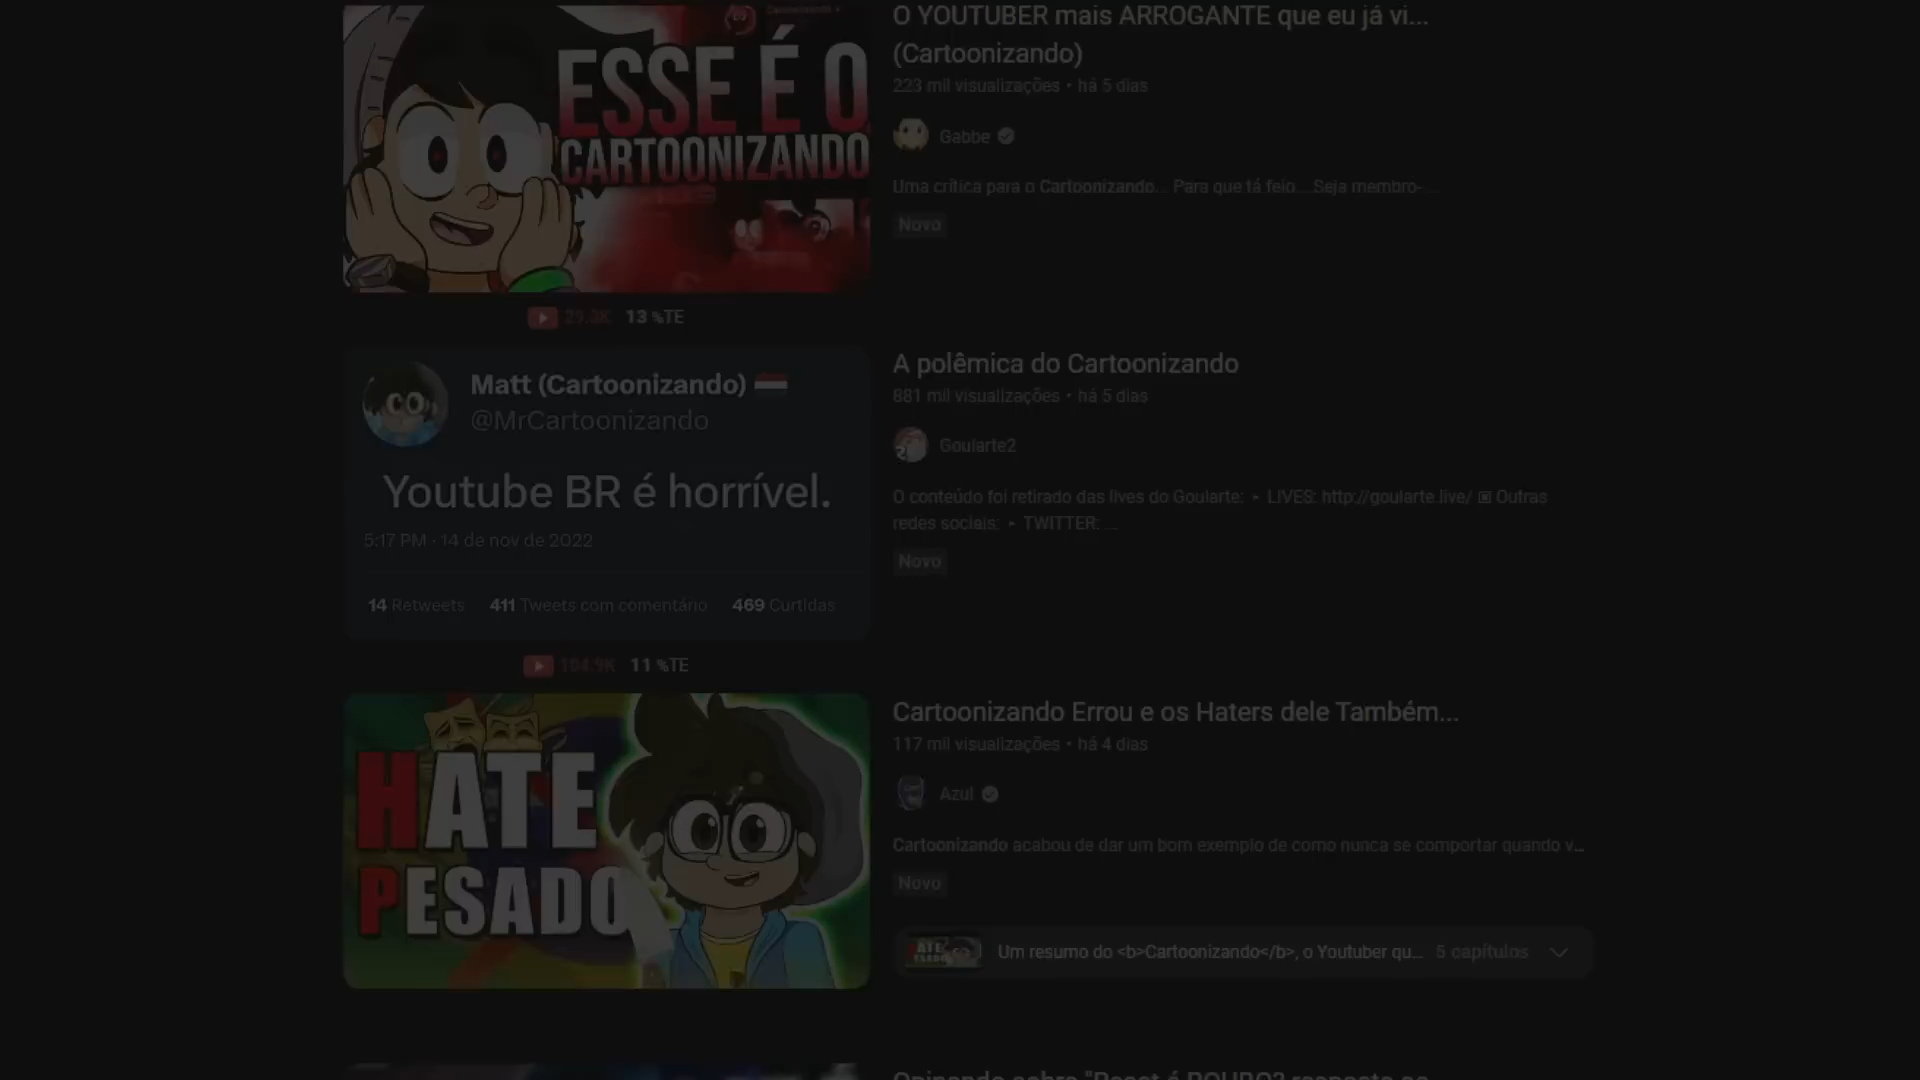 O YOUTUBER mais ARROGANTE que eu já vi...
(Cartoonizando)
223 mil visualizações • há 5 dias
Gabbe
Uma crítica para o Cartoonizando... Para que tá feio... Seja membro-...
Novo
ESSE É O
CARTOONIZANDO
29.3K 13 %TE
Matt (Cartoonizando)
@MrCartoonizando
Youtube BR é horrível.
5:17 PM · 14 de nov de 2022
14 Retweets 411 Tweets com comentário 469 Curtidas
104.9K 11 %TE
A polêmica do Cartoonizando
881 mil visualizações • há 5 dias
Goularte2
O conteúdo foi retirado das lives do Goularte: ‣ LIVES: http://goularte.live/ ▣ Outras
redes sociais: ‣ TWITTER: ...
Novo
HATE
PESADO
Cartoonizando Errou e os Haters dele Também...
117 mil visualizações • há 4 dias
Azul
Cartoonizando acabou de dar um bom exemplo de como nunca se comportar quando v...
Novo
Um resumo do <b>Cartoonizando</b>, o Youtuber qu... 5 capítulos